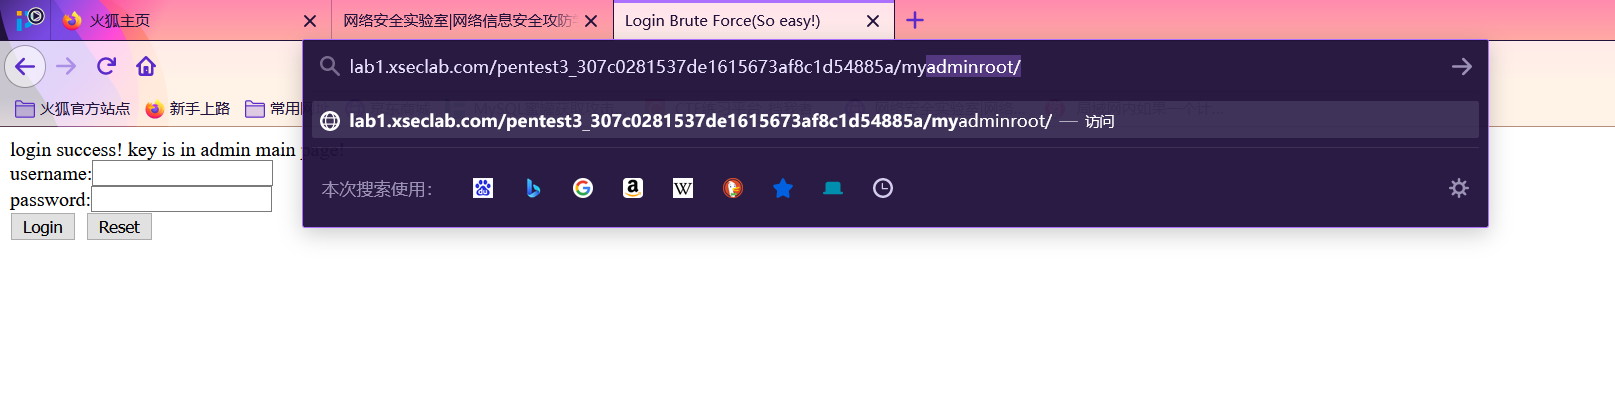 火狐主页
网络安全实验室|网络信息安全攻防
Login Brute Force(So easy!)
lab1.xseclab.com/pentest3_307c0281537de1615673af8c1d54885a/myadminroot/
火狐官方站点 新手上路 常用
lab1.xseclab.com/pentest3_307c0281537de1615673af8c1d54885a/myadminroot/ — 访问
login success! key is in admin main page!
username:
password:
本次搜索使用:
Login Reset